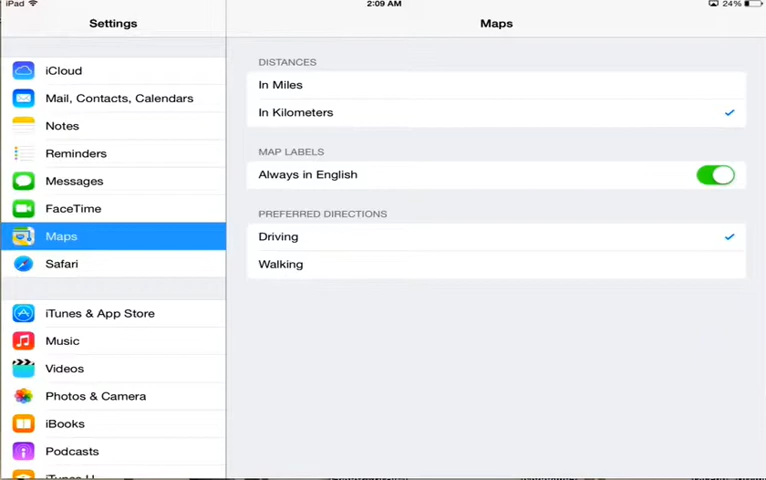 iPad
2:09 AM
24%
Settings
Maps
iCloud
Mail, Contacts, Calendars
Notes
Reminders
Messages
FaceTime
Maps
Safari
iTunes & App Store
Music
Videos
Photos & Camera
iBooks
Podcasts
DISTANCES
In Miles
In Kilometers
MAP LABELS
Always in English
PREFERRED DIRECTIONS
Driving
Walking